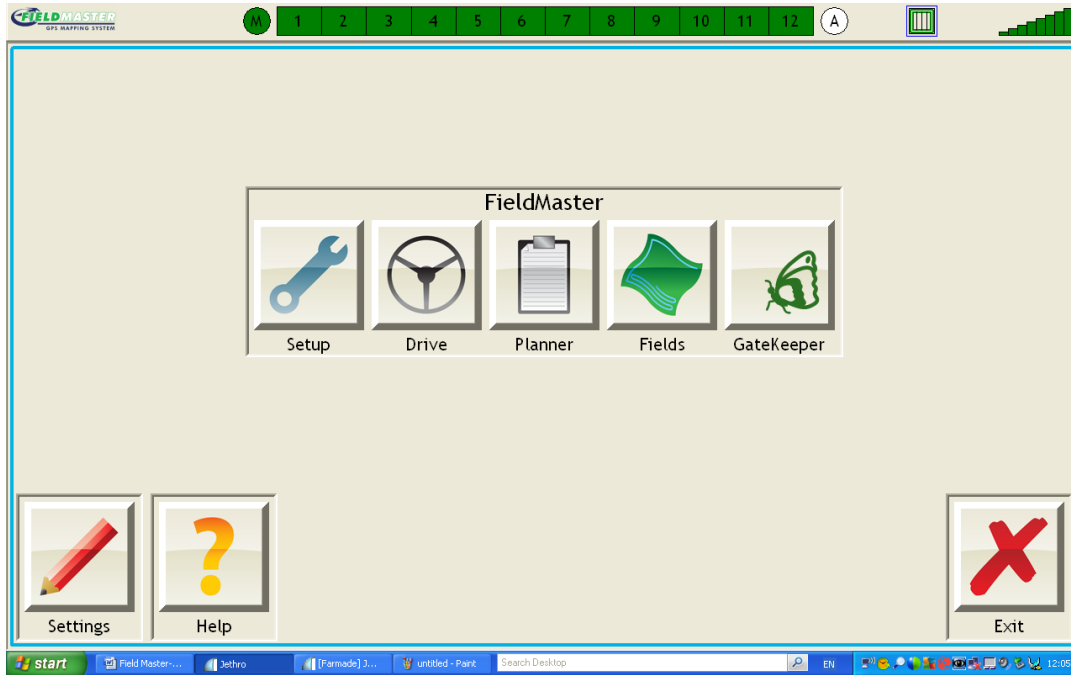 FIELDMASTER
GPS MAPPING SYSTEM
M 1 2 3 4 5 6 7 8 9 10 11 12 A
FieldMaster
Setup Drive Planner Fields GateKeeper
Settings Help Exit
start Field Master-... Jethro [Farmade] J... untitled - Paint Search Desktop EN 12:05